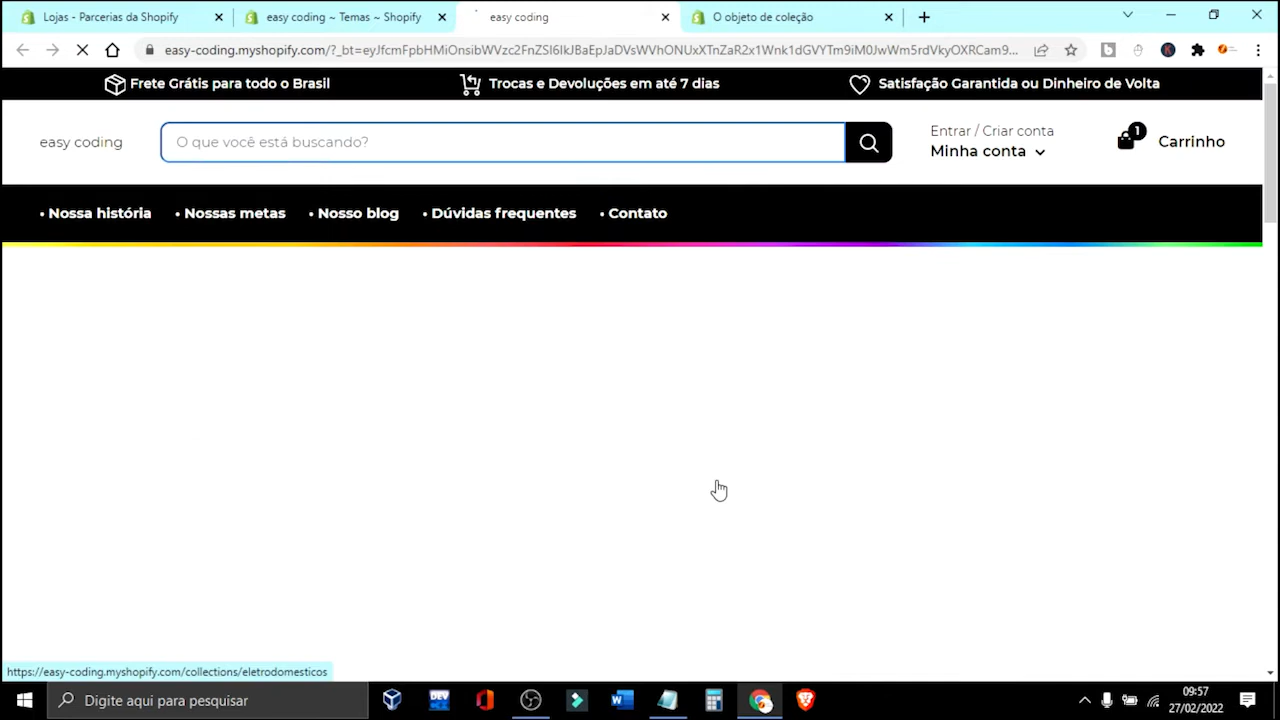 Lojas - Parcerias da Shopify
easy coding ~ Temas ~ Shopify
easy coding
O objeto de coleção
easy-coding.myshopify.com/?_bt=eyJfcmFpbHMiOnsibWVzc2FnZSI6IkJBaEpJaDVsWVhONUxXTnZaR2x1Wnk1dGVYTm9iM0JwWm5rdVkyOXRCam9...
Frete Grátis para todo o Brasil
Trocas e Devoluções em até 7 dias
Satisfação Garantida ou Dinheiro de Volta
easy coding
O que você está buscando?
Entrar / Criar conta
Minha conta
1
Carrinho
• Nossa história
• Nossas metas
• Nosso blog
• Dúvidas frequentes
• Contato
https://easy-coding.myshopify.com/collections/eletrodomesticos
Digite aqui para pesquisar
DEV
09:57
27/02/2022